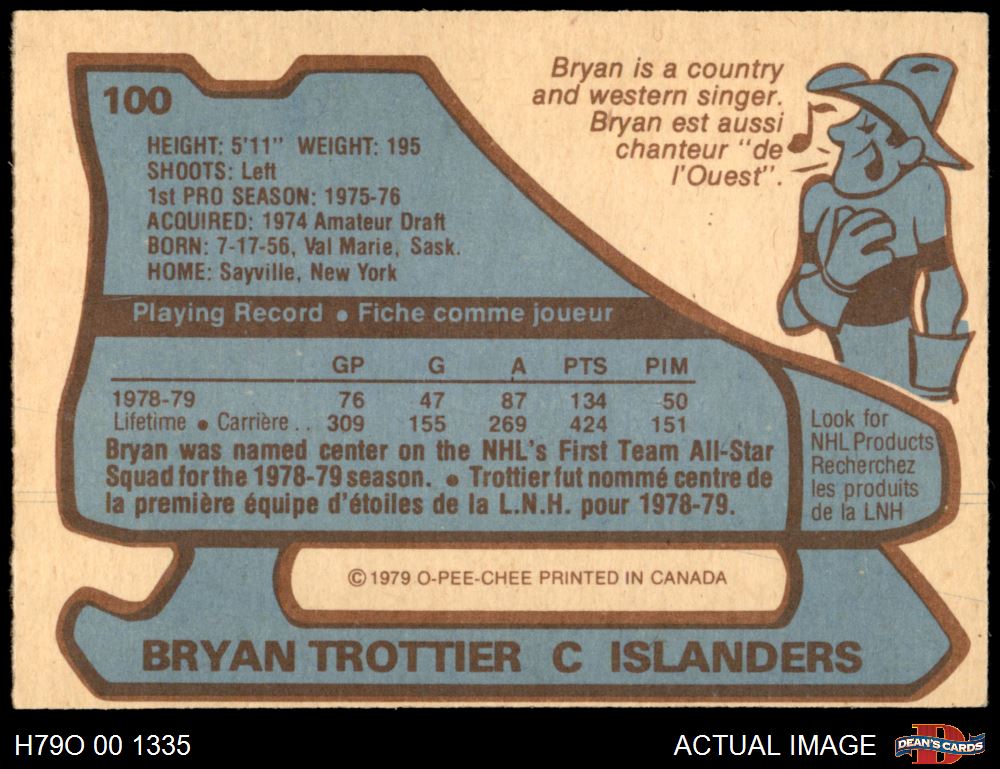 100
Bryan is a country
and western singer.
Bryan est aussi
chanteur "de
l'Ouest".
HEIGHT: 5'11" WEIGHT: 195
SHOOTS: Left
1st PRO SEASON: 1975-76
ACQUIRED: 1974 Amateur Draft
BORN: 7-17-56, Val Marie, Sask.
HOME: Sayville, New York
Playing Record • Fiche comme joueur
GP G A PTS PIM
1978-79 76 47 87 134 50
Lifetime • Carrière . . 309 155 269 424 151
Bryan was named center on the NHL's First Team All-Star
Squad for the 1978-79 season. • Trottier fut nommé centre de
la première équipe d'étoiles de la L.N.H. pour 1978-79.
Look for
NHL Products
Recherchez
les produits
de la LNH
© 1979 O-PEE-CHEE PRINTED IN CANADA
BRYAN TROTTIER C ISLANDERS
H79O 00 1335
ACTUAL IMAGE
D
DEAN'S CARDS